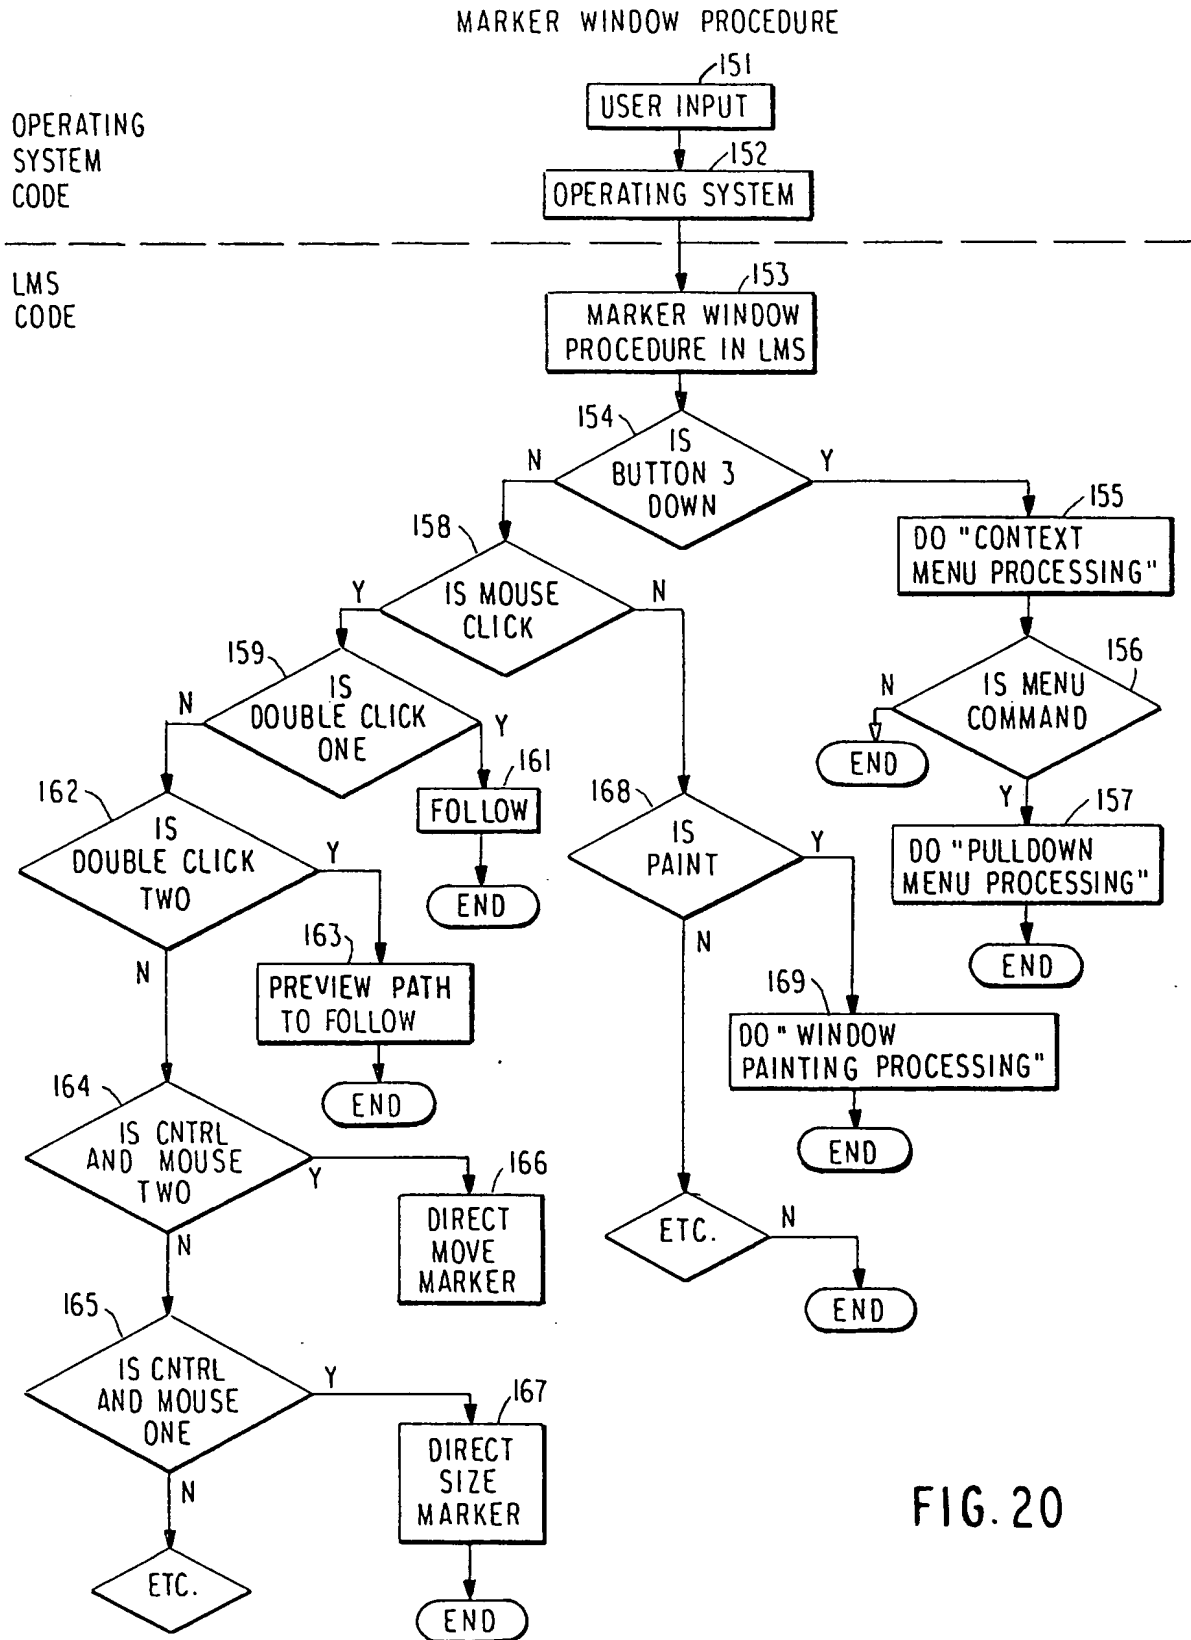 MARKER WINDOW PROCEDURE
151
USER INPUT
OPERATING
SYSTEM
CODE
152
OPERATING SYSTEM
LMS
CODE
153
MARKER WINDOW
PROCEDURE IN LMS
154
IS
BUTTON 3
DOWN
N
Y
155
DO "CONTEXT
MENU PROCESSING"
158
IS MOUSE
CLICK
Y
N
156
IS MENU
COMMAND
N
END
Y
157
DO "PULLDOWN
MENU PROCESSING"
END
159
IS
DOUBLE CLICK
ONE
N
Y
161
FOLLOW
END
162
IS
DOUBLE CLICK
TWO
Y
N
163
PREVIEW PATH
TO FOLLOW
END
168
IS
PAINT
Y
N
169
DO "WINDOW
PAINTING PROCESSING"
END
164
IS CNTRL
AND MOUSE
TWO
Y
N
166
DIRECT
MOVE
MARKER
ETC.
N
END
165
IS CNTRL
AND MOUSE
ONE
Y
N
167
DIRECT
SIZE
MARKER
END
ETC.
FIG. 20